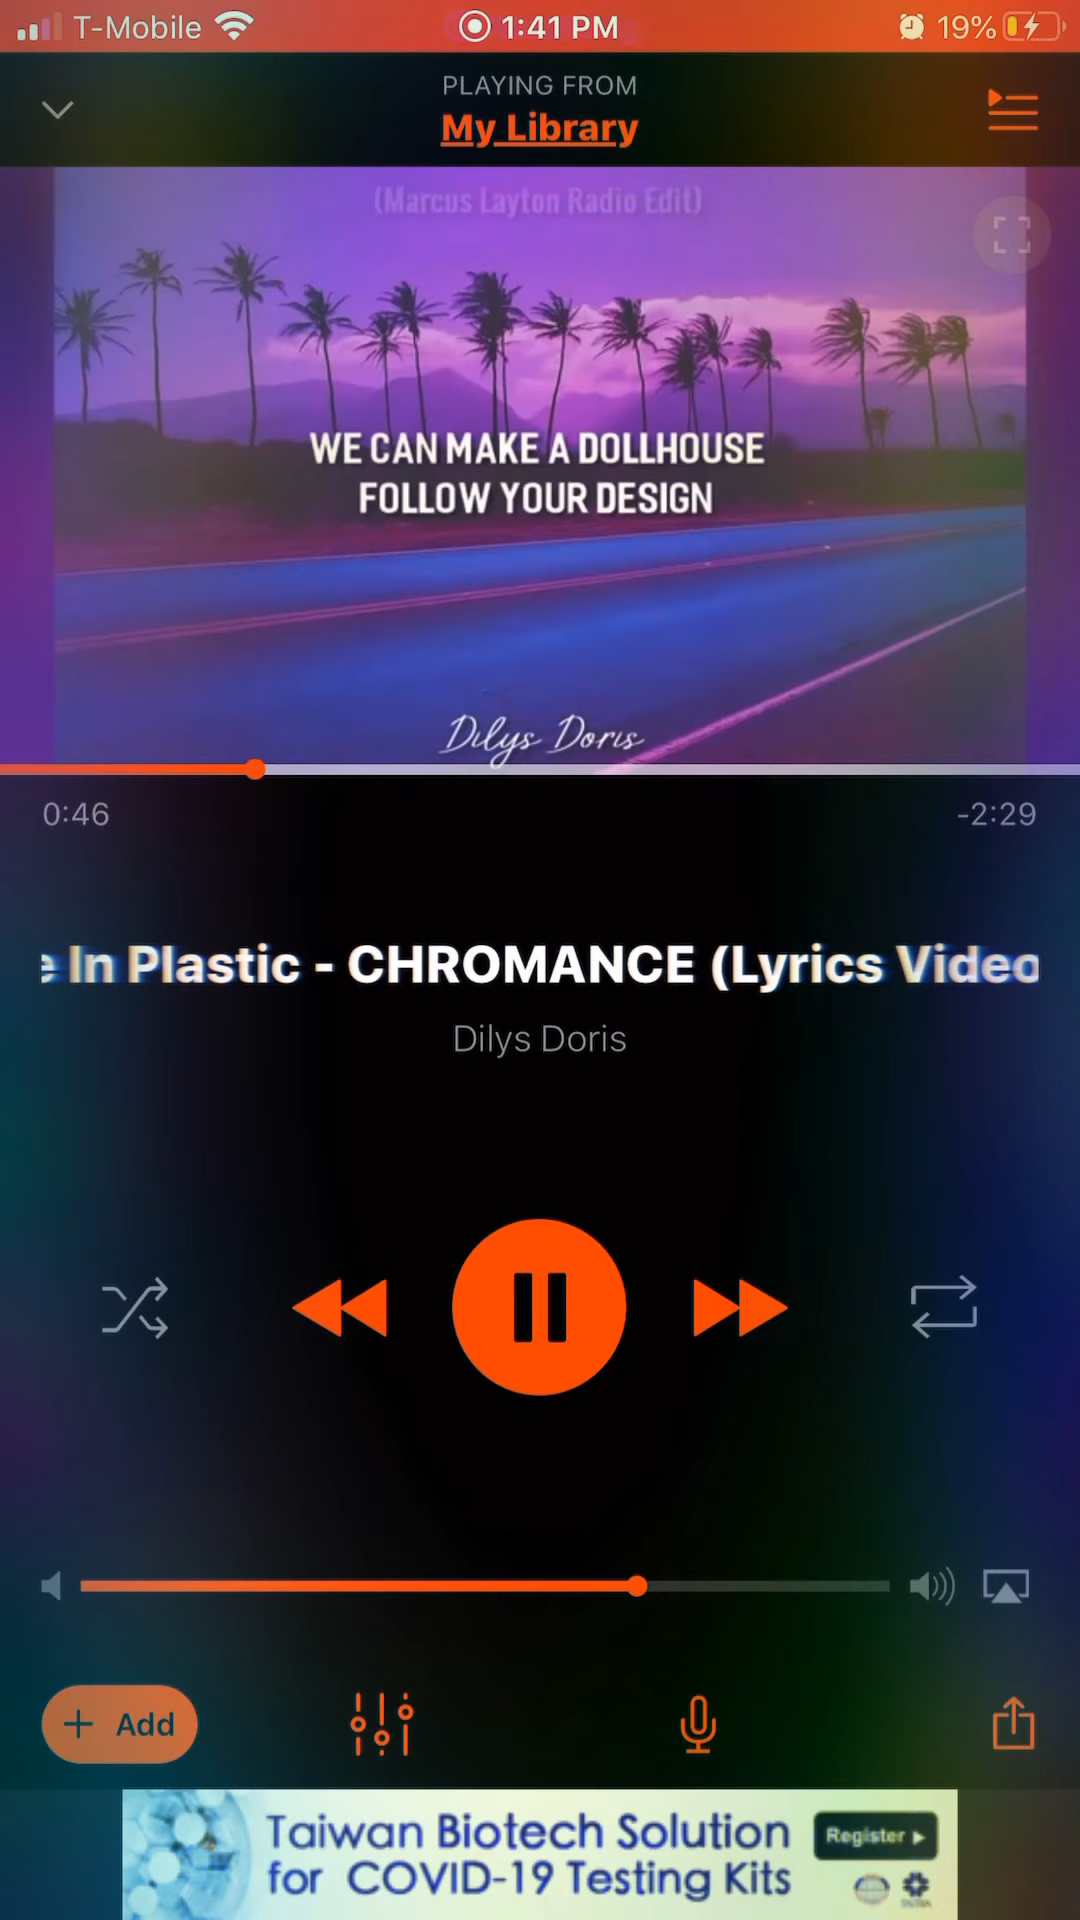 T-Mobile 1:41 PM 19%
PLAYING FROM
My Library
(Marcus Layton Radio Edit)
WE CAN MAKE A DOLLHOUSE
FOLLOW YOUR DESIGN
Dilys Doris
0:46 -2:29
e In Plastic - CHROMANCE (Lyrics Video
Dilys Doris
+ Add
Taiwan Biotech Solution
for COVID-19 Testing Kits
Register